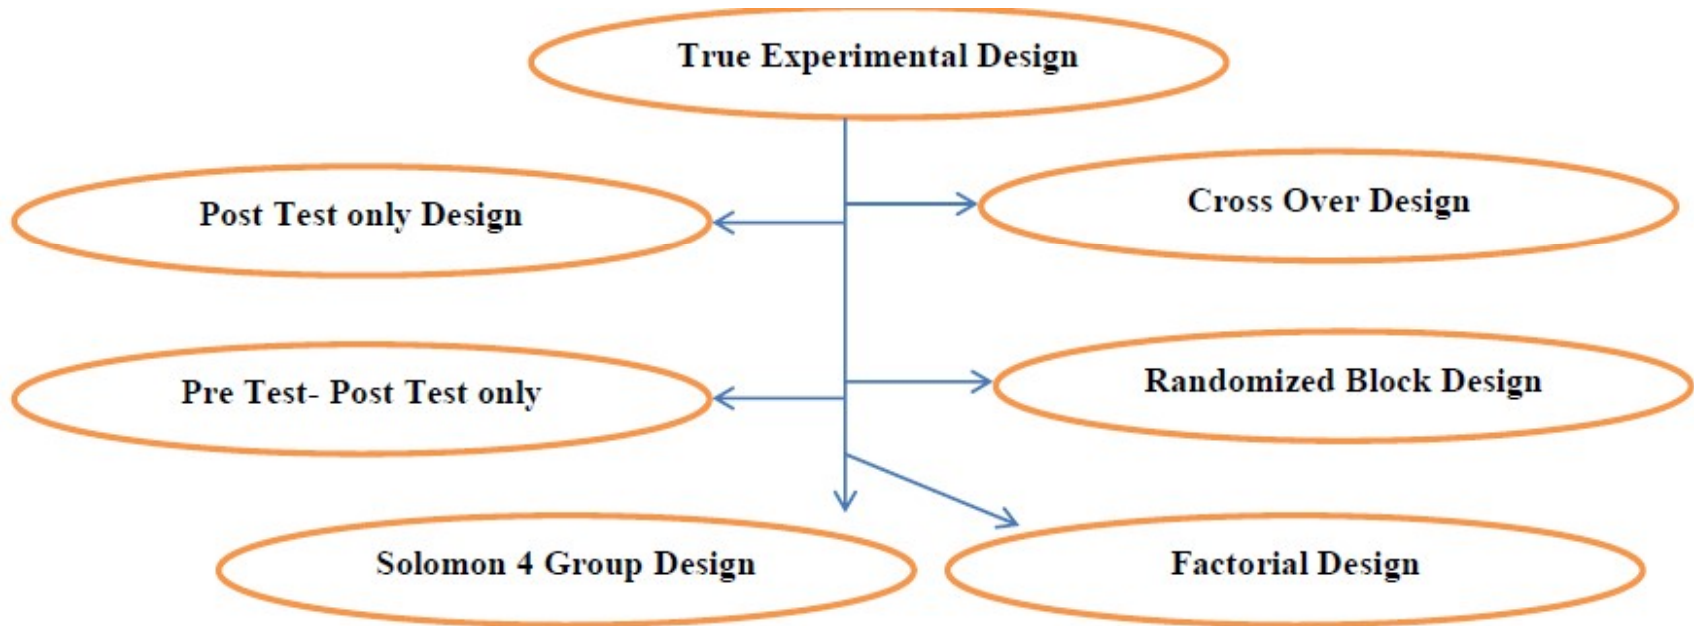 True Experimental Design
Post Test only Design
Cross Over Design
Pre Test- Post Test only
Randomized Block Design
Solomon 4 Group Design
Factorial Design